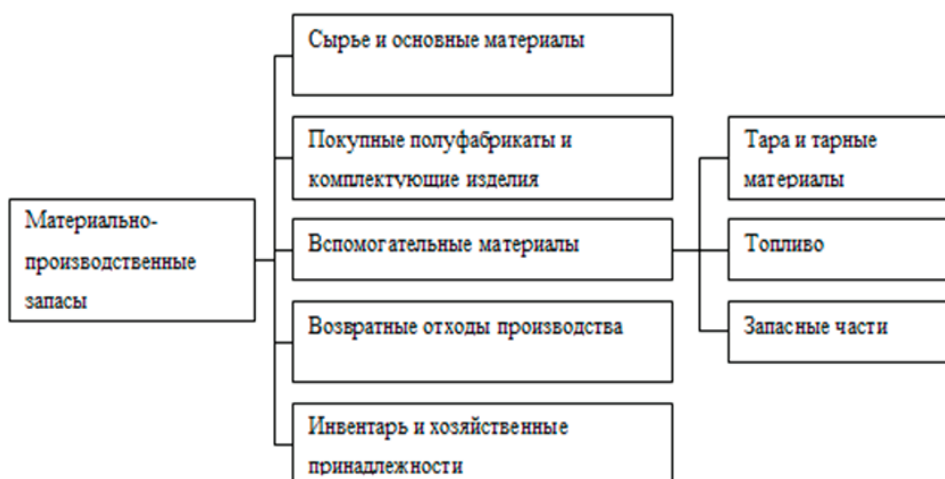 Материально-
производственные
запасы
Сырье и основные материалы
Покупные полуфабрикаты и
комплектующие изделия
Вспомогательные материалы
Возвратные отходы производства
Инвентарь и хозяйственные
принадлежности
Тара и тарные
материалы
Топливо
Запасные части